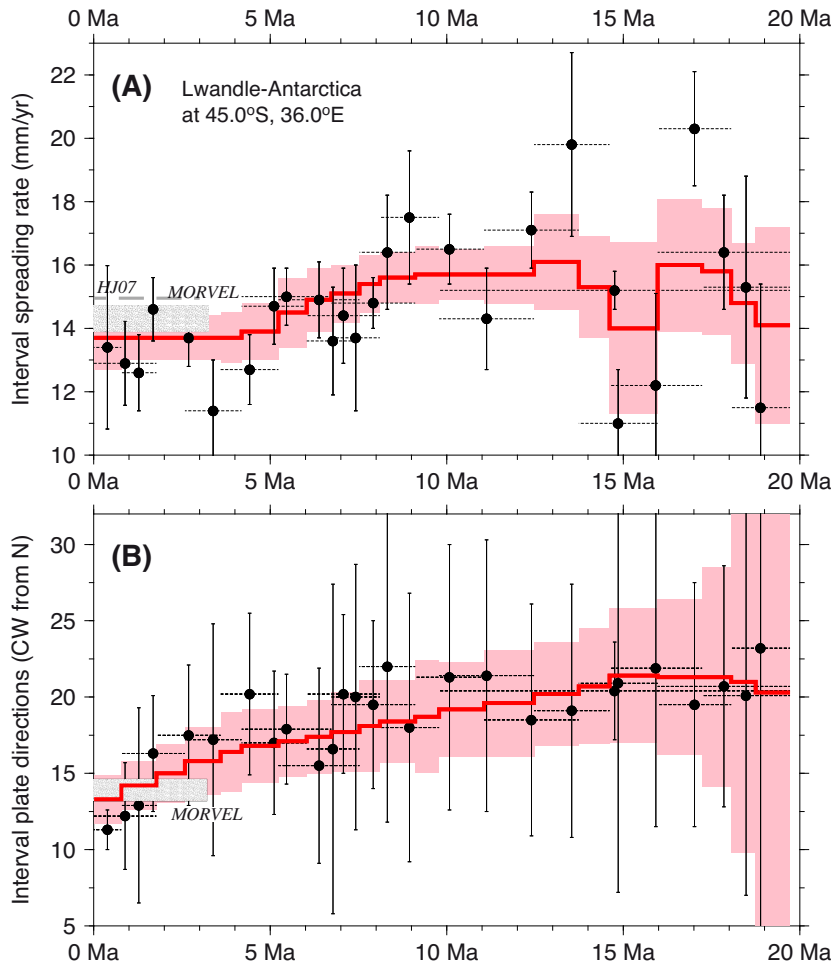 0 Ma 5 Ma 10 Ma 15 Ma 20 Ma
(A)
Lwandle-Antarctica
at 45.0ºS, 36.0ºE
Interval spreading rate (mm/yr)
22
20
18
16
14
12
10
HJ07
MORVEL
0 Ma 5 Ma 10 Ma 15 Ma 20 Ma
(B)
Interval plate directions (CW from N)
30
25
20
15
10
5
MORVEL
0 Ma 5 Ma 10 Ma 15 Ma 20 Ma